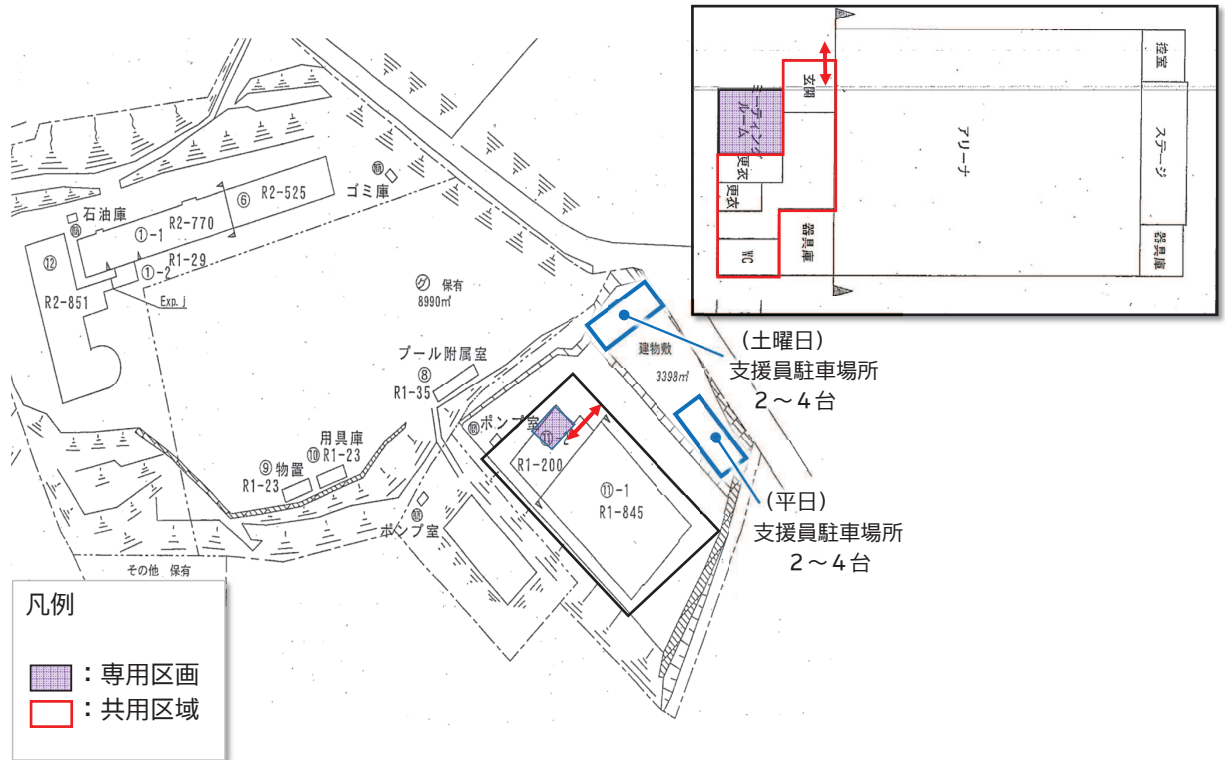 控室
ステージ
器具庫
アリーナ
玄関
ミーティング
ルーム
更衣
更衣
WC
器具庫
ゴミ庫
⑥ R2-525
石油庫
R2-770
①-1
①-2
R1-29
⑫
R2-851
Exp. j
保有
8990㎡
プール附属室
⑧
R1-35
建物敷
3398㎡
(土曜日)
支援員駐車場所
2～4台
ポンプ室
R1-200
⑪-1
R1-845
用具庫
⑩ R1-23
⑨ 物置
R1-23
ポンプ室
(平日)
支援員駐車場所
2～4台
その他 保有
凡例
：専用区画
：共用区域